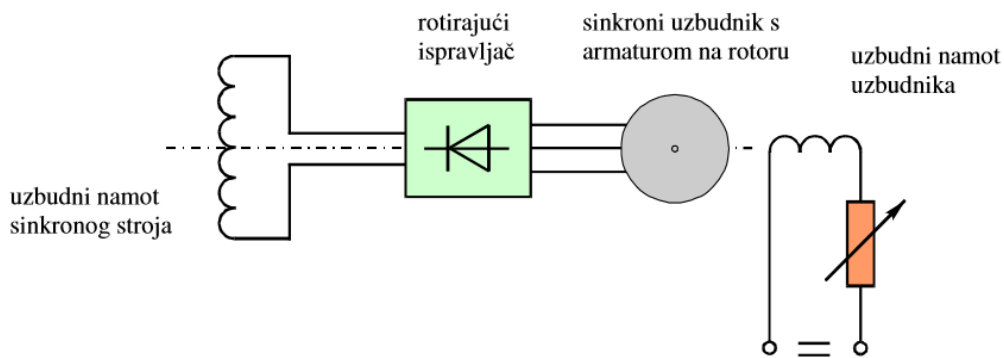 rotirajući
ispravljač
sinkroni uzbudnik s
armaturom na rotoru
uzbudni namot
uzbudnika
uzbudni namot
sinkronog stroja